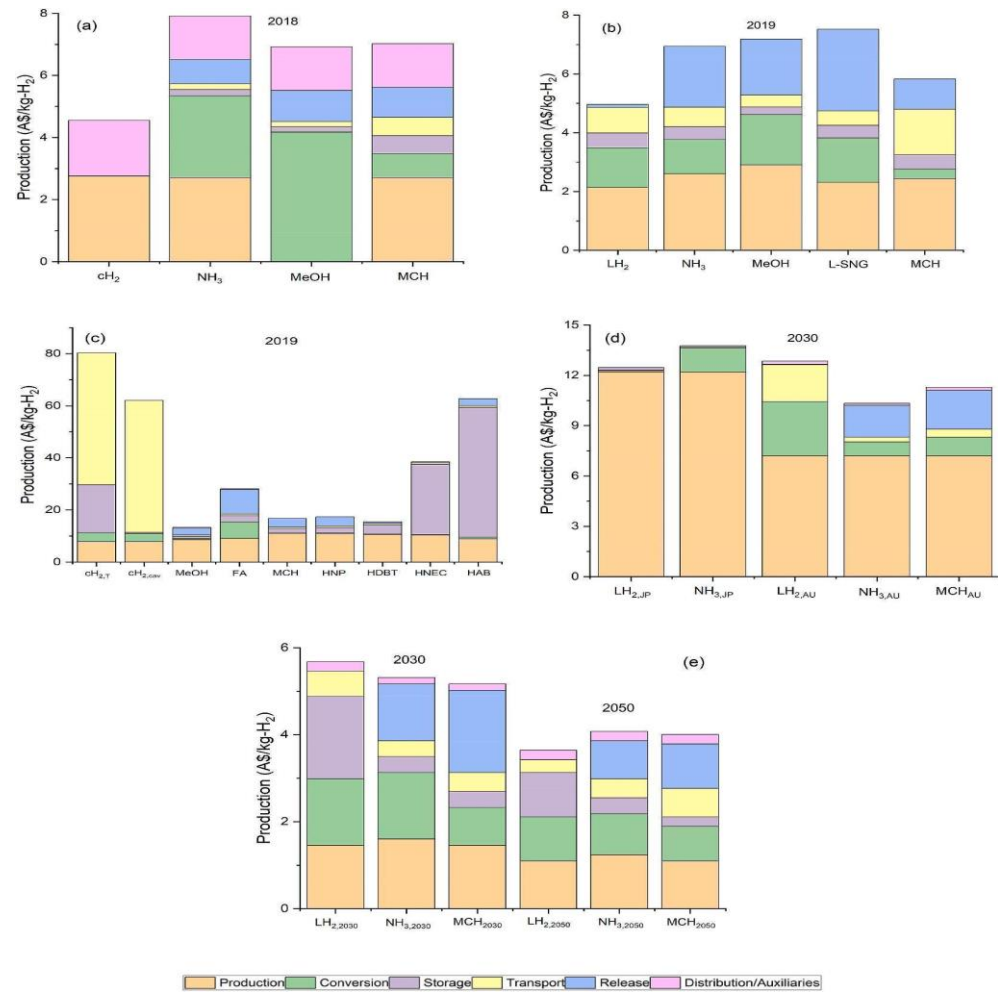 (a)
2018
Production (A$/kg-H₂)
8
6
4
2
0
cH₂ NH₃ MeOH MCH
(b)
2019
Production (A$/kg-H₂)
8
6
4
2
0
LH₂ NH₃ MeOH L-SNG MCH
(c)
2019
Production (A$/kg-H₂)
80
60
40
20
0
cH₂,T cH₂,cav MeOH FA MCH HNP HDBT HNEC HAB
(d)
2030
Production (A$/kg-H₂)
15
12
9
6
3
0
LH₂,JP NH₃,JP LH₂,AU NH₃,AU MCH_AU
(e)
2030
2050
Production (A$/kg-H₂)
6
4
2
0
LH₂,₂₀₃₀ NH₃,₂₀₃₀ MCH₂₀₃₀ LH₂,₂₀₅₀ NH₃,₂₀₅₀ MCH₂₀₅₀
Production Conversion Storage Transport Release Distribution/Auxiliaries